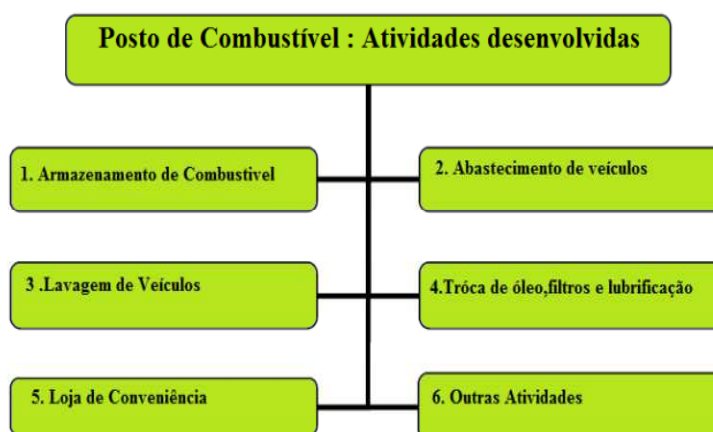 Posto de Combustível : Atividades desenvolvidas
1. Armazenamento de Combustivel
2. Abastecimento de veículos
3 .Lavagem de Veículos
4.Tróca de óleo,filtros e lubrificação
5. Loja de Conveniência
6. Outras Atividades